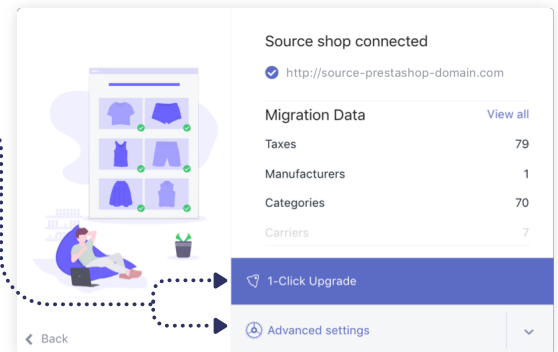 Source shop connected
http://source-prestashop-domain.com
Migration Data View all
Taxes 79
Manufacturers 1
Categories 70
Carriers 7
1-Click Upgrade
Advanced settings
Back